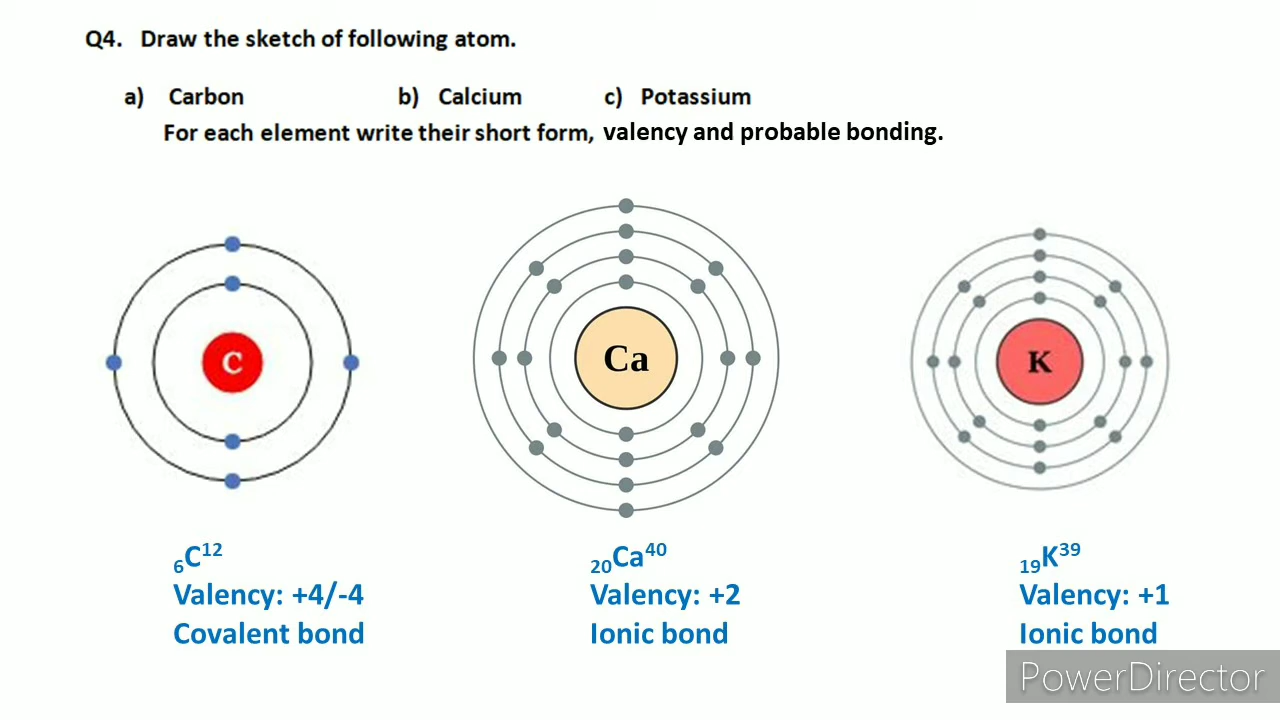 Q4. Draw the sketch of following atom.
a) Carbon b) Calcium c) Potassium
For each element write their short form, valency and probable bonding.
C Ca K
₆C¹² ₂₀Ca⁴⁰ ₁₉K³⁹
Valency: +4/-4 Valency: +2 Valency: +1
Covalent bond Ionic bond Ionic bond
PowerDirector